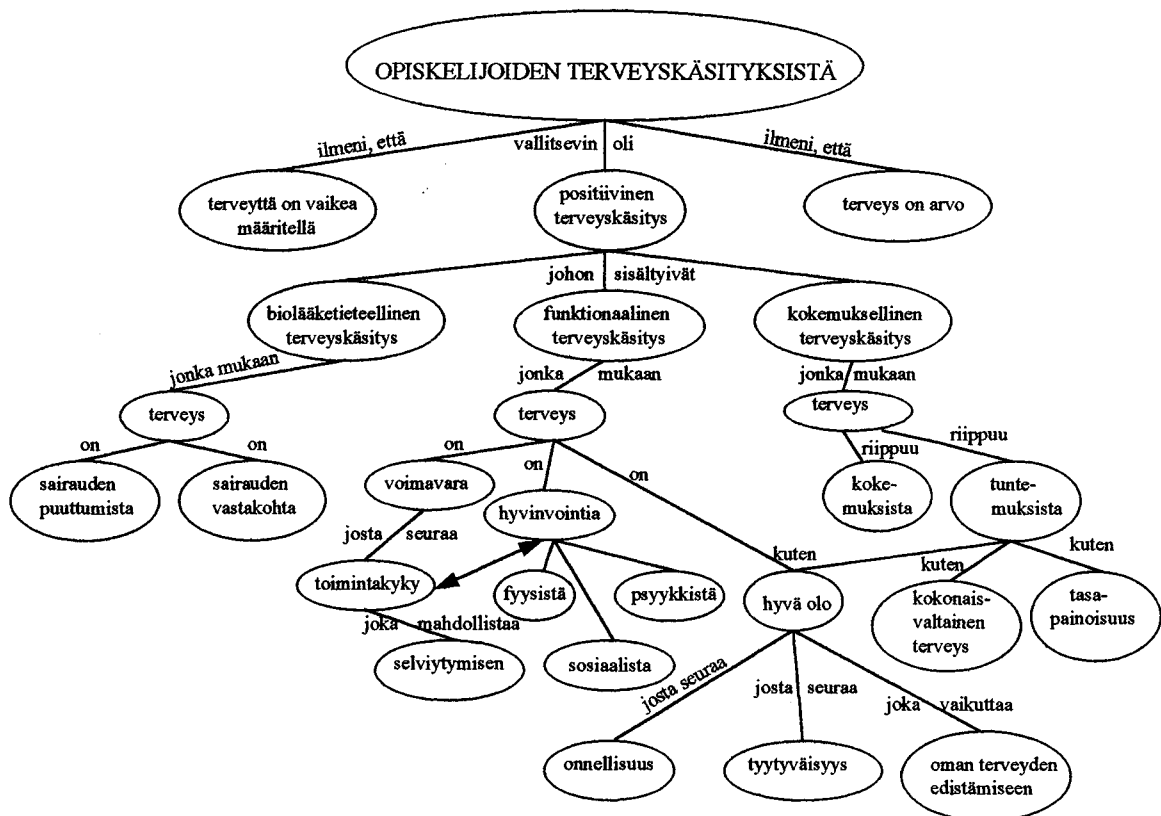 OPISKELIJOIDEN TERVEYSKÄSITYKSISTÄ
ilmeni, että
vallitsevin oli
ilmeni, että
terveyttä on vaikea
määritellä
positiivinen
terveyskäsitys
terveys on arvo
johon sisältyivät
biolääketieteellinen
terveyskäsitys
funktionaalinen
terveyskäsitys
kokemuksellinen
terveyskäsitys
jonka mukaan
jonka mukaan
jonka mukaan
terveys
terveys
terveys
on
on
on
on
on
riippuu
riippuu
sairauden
puuttumista
sairauden
vastakohta
voimavara
hyvinvointia
koke-
muksista
tunte-
muksista
josta seuraa
kuten
kuten
kuten
toimintakyky
fyysistä
psyykkistä
hyvä olo
kokonais-
valtainen
terveys
tasa-
painoisuus
joka mahdollistaa
selviytymisen
sosiaalista
josta seuraa
josta seuraa
joka vaikuttaa
onnellisuus
tyytyväisyys
oman terveyden
edistämiseen